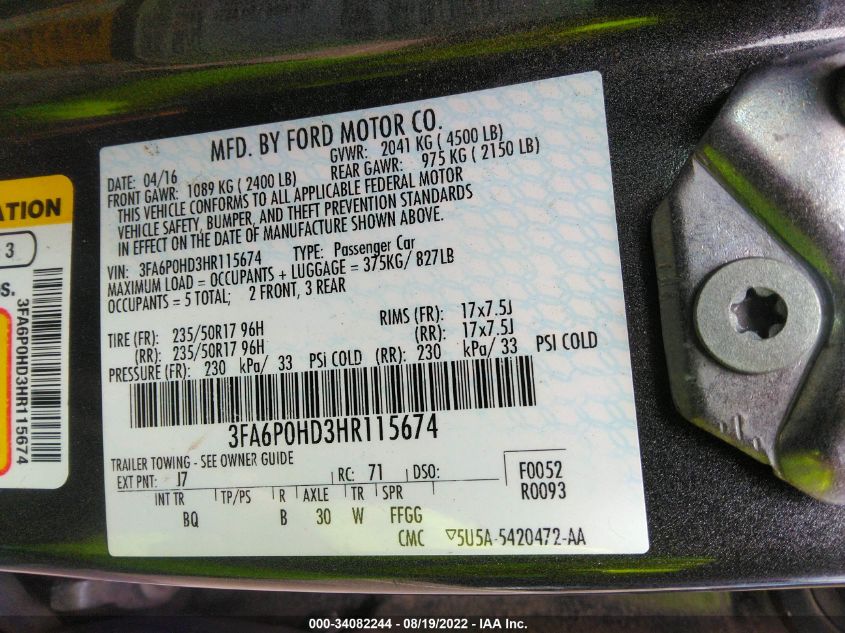 MFD. BY FORD MOTOR CO.
DATE: 04/16 GVWR: 2041 KG ( 4500 LB)
FRONT GAWR: 1089 KG ( 2400 LB) REAR GAWR: 975 KG ( 2150 LB)
THIS VEHICLE CONFORMS TO ALL APPLICABLE FEDERAL MOTOR
VEHICLE SAFETY, BUMPER, AND THEFT PREVENTION STANDARDS
IN EFFECT ON THE DATE OF MANUFACTURE SHOWN ABOVE.
VIN: 3FA6P0HD3HR115674 TYPE: Passenger Car
MAXIMUM LOAD = OCCUPANTS + LUGGAGE = 375KG/ 827LB
OCCUPANTS = 5 TOTAL; 2 FRONT, 3 REAR
TIRE (FR): 235/50R17 96H RIMS (FR): 17x7.5J
(RR): 235/50R17 96H (RR): 17x7.5J
PRESSURE (FR): 230 kPa/ 33 PSi COLD (RR): 230 kPa/ 33 PSI COLD
3FA6P0HD3HR115674
TRAILER TOWING - SEE OWNER GUIDE
EXT PNT: J7 RC: 71 DSO: F0052
R0093
INT TR TP/PS R AXLE TR SPR
BQ B 30 W FFGG
CMC ▽5U5A-5420472-AA
ATION
3
S.
3FA6P0HD3HR115674
000-34082244 - 08/19/2022 - IAA Inc.